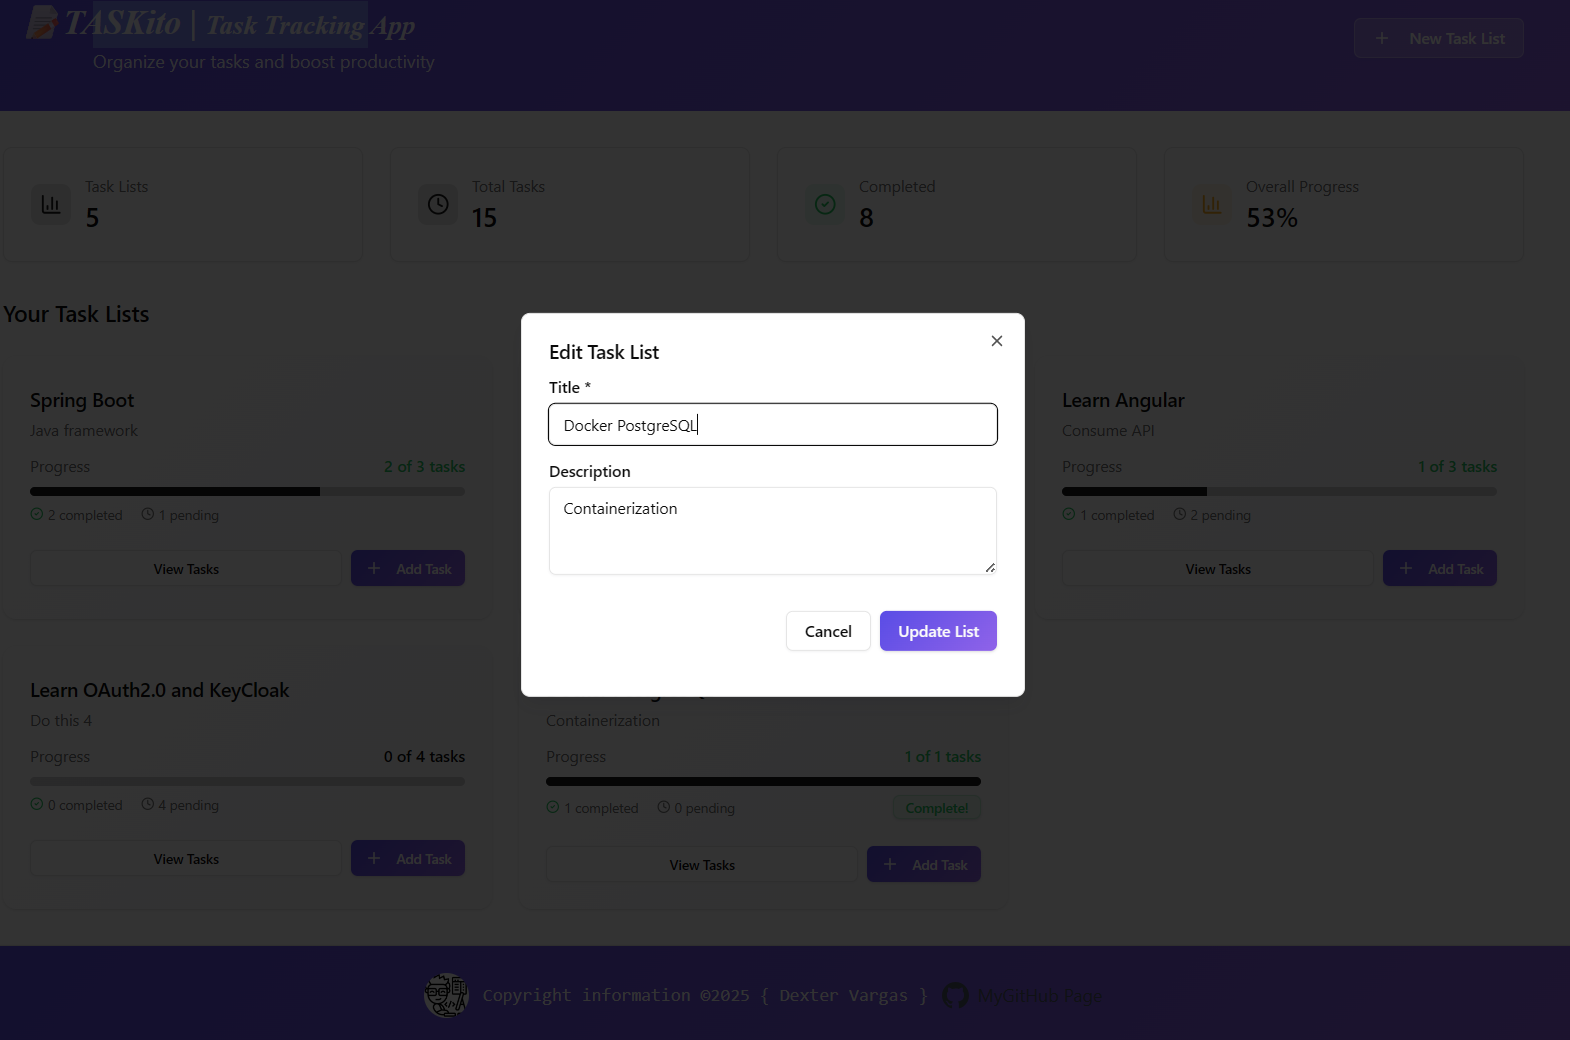 TASKito | Task Tracking App
Organize your tasks and boost productivity
New Task List
Task Lists
5
Total Tasks
15
Completed
8
Overall Progress
53%
Your Task Lists
Spring Boot
Java framework
Progress 2 of 3 tasks
2 completed 1 pending
View Tasks Add Task
Edit Task List
Title *
Docker PostgreSQL
Description
Containerization
Cancel Update List
Learn Angular
Consume API
Progress 1 of 3 tasks
1 completed 2 pending
View Tasks Add Task
Learn OAuth2.0 and KeyCloak
Do this 4
Progress 0 of 4 tasks
0 completed 4 pending
View Tasks Add Task
Containerization
Progress 1 of 1 tasks
1 completed 0 pending Complete!
View Tasks Add Task
Copyright information ©2025 { Dexter Vargas } MyGitHub Page